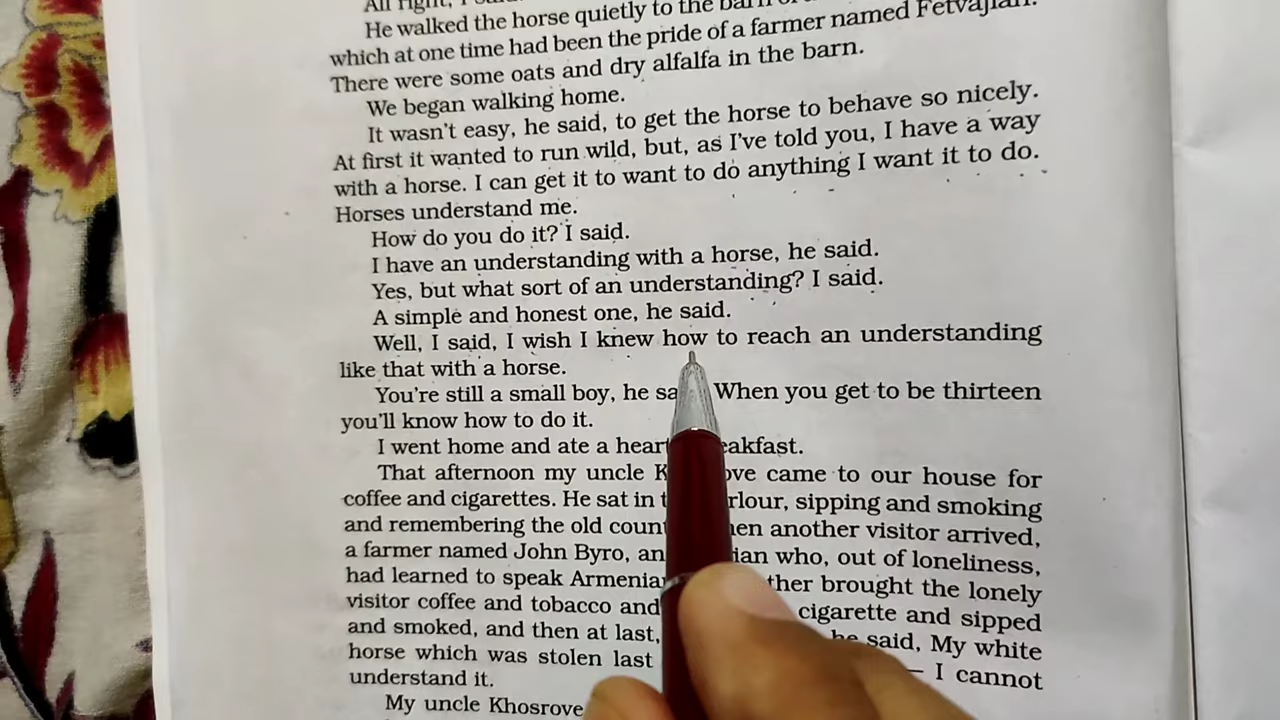 All right, I
He walked the horse quietly to the barn of
which at one time had been the pride of a farmer named Fetvajian.
There were some oats and dry alfalfa in the barn.
We began walking home.
It wasn't easy, he said, to get the horse to behave so nicely.
At first it wanted to run wild, but, as I've told you, I have a way
with a horse. I can get it to want to do anything I want it to do.
Horses understand me.
How do you do it? I said.
I have an understanding with a horse, he said.
Yes, but what sort of an understanding? I said.
A simple and honest one, he said.
Well, I said, I wish I knew how to reach an understanding
like that with a horse.
You're still a small boy, he When you get to be thirteen
you'll know how to do it.
I went home and ate a
That afternoon my uncle came to our house for
coffee and cigarettes. He sat in sipping and smoking
and remembering the old another visitor arrived,
a farmer named John Byro, an who, out of loneliness,
had learned to speak brought the lonely
visitor coffee and tobacco and cigarette and sipped
and smoked, and then at last, he said, My white
horse which was stolen last — I cannot
understand it.
My uncle Khosrove